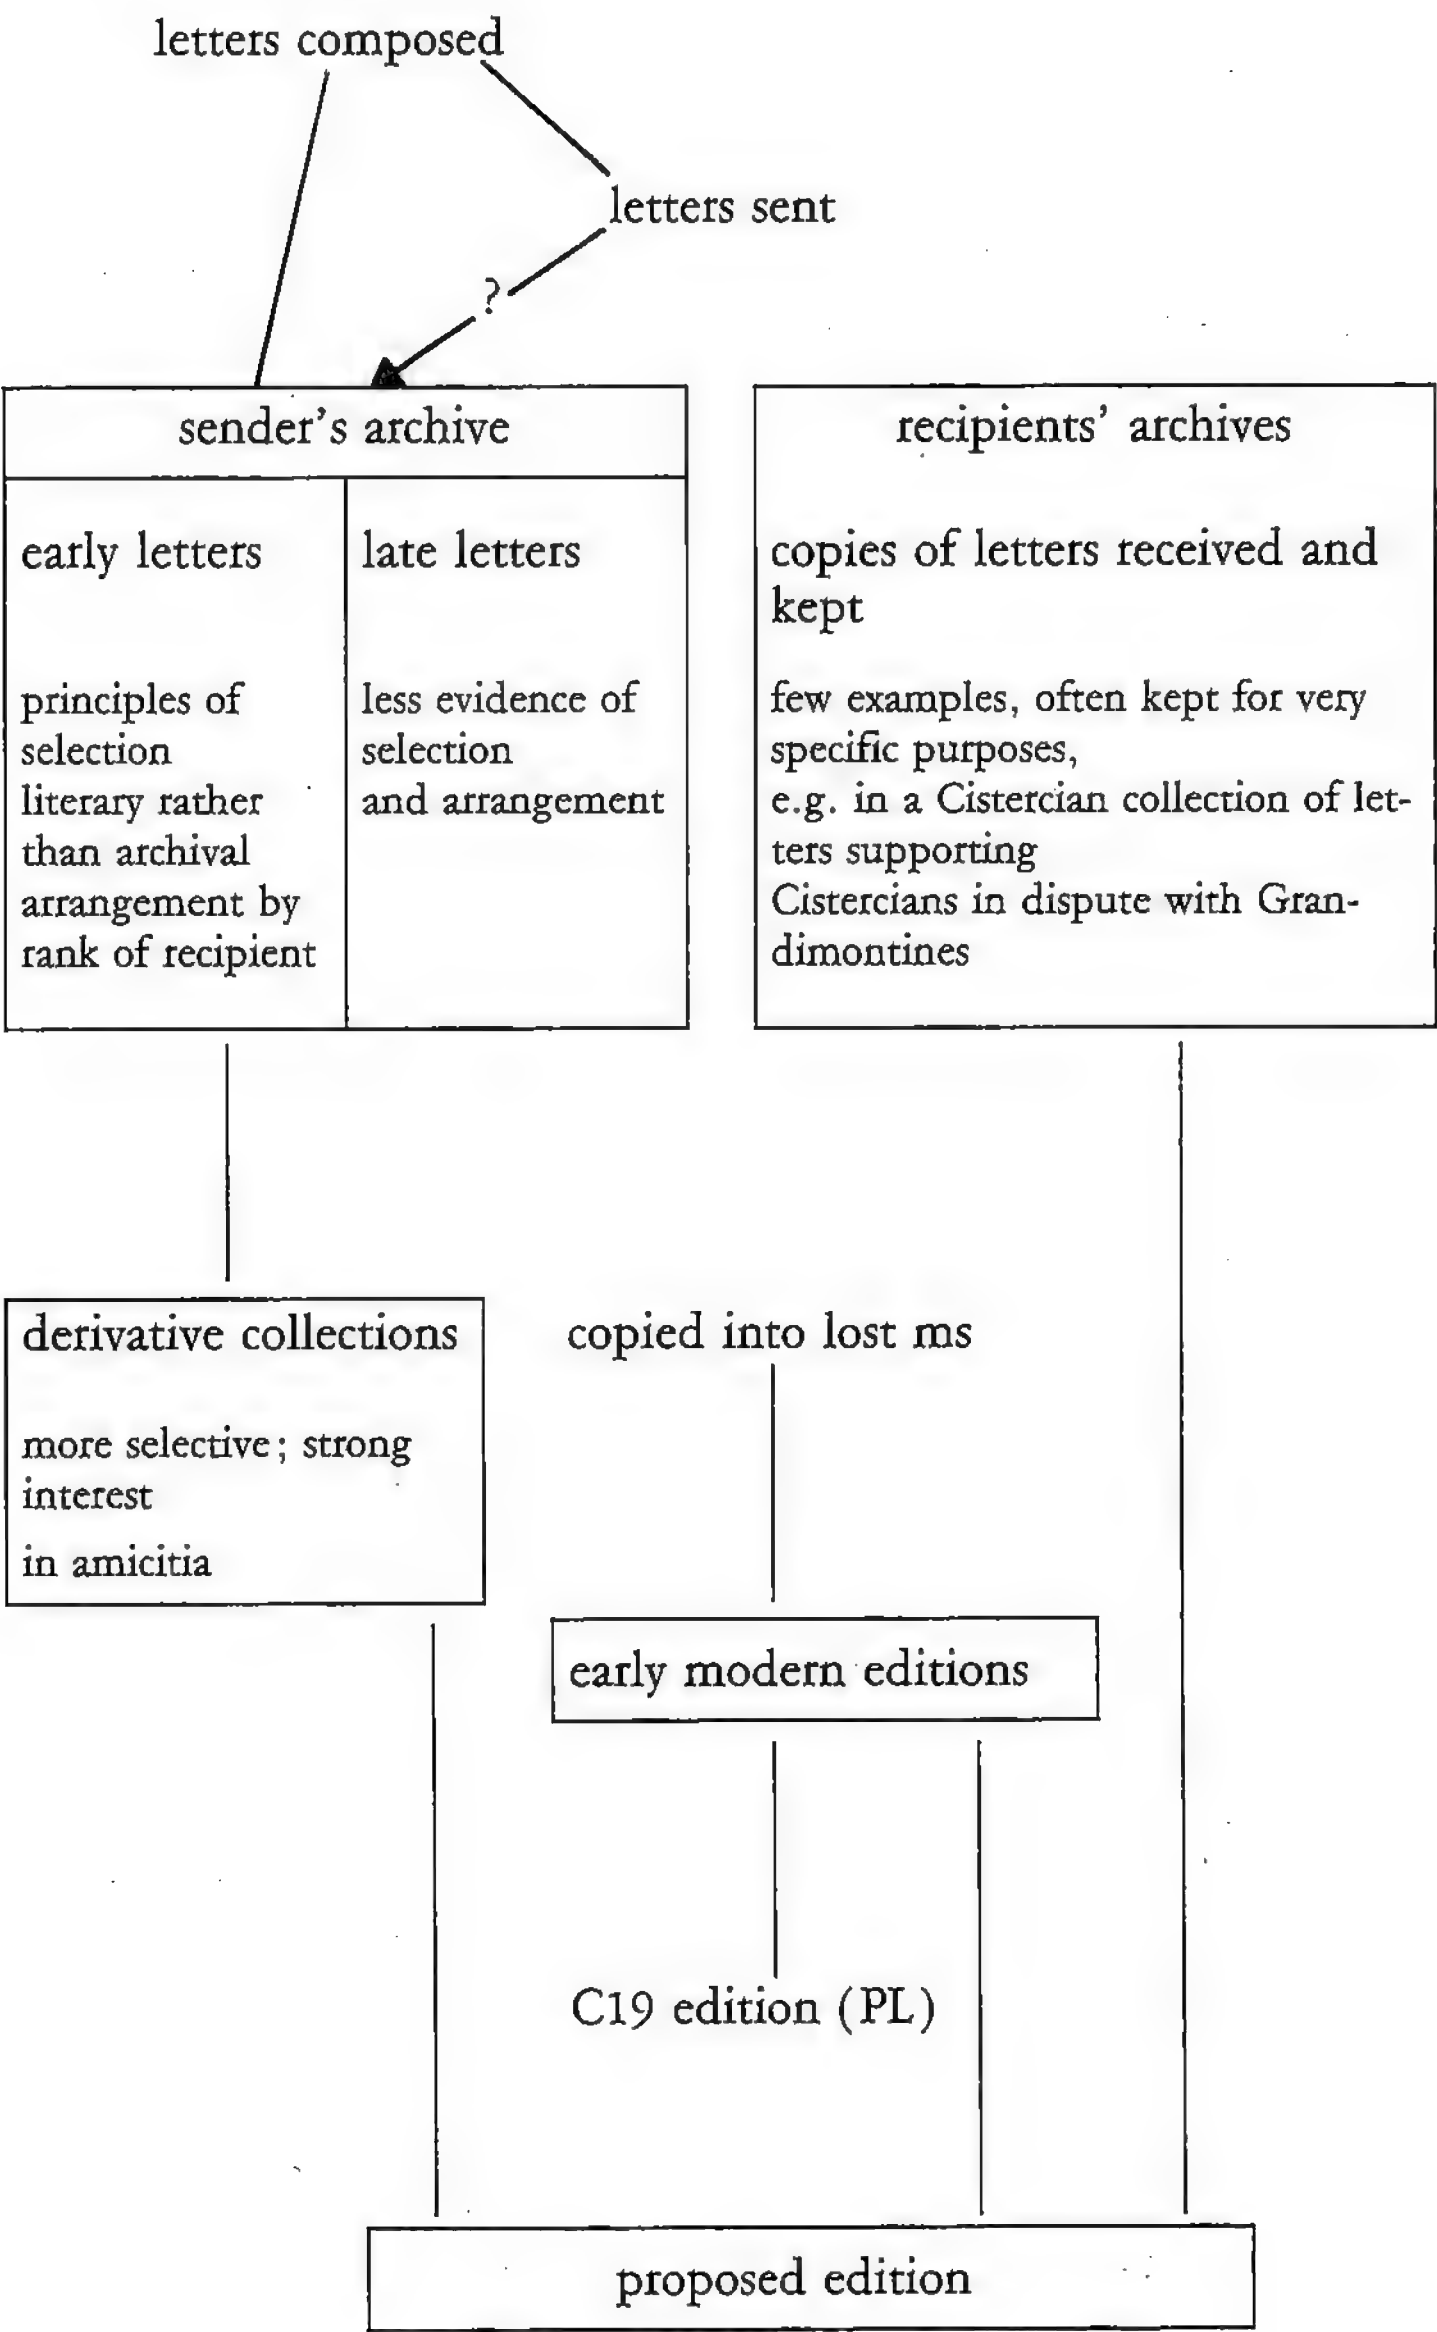 letters composed
letters sent
?
sender's archive
early letters
principles of
selection
literary rather
than archival
arrangement by
rank of recipient
late letters
less evidence of
selection
and arrangement
recipients' archives
copies of letters received and
kept
few examples, often kept for very
specific purposes,
e.g. in a Cistercian collection of let-
ters supporting
Cistercians in dispute with Gran-
dimontines
derivative collections
more selective; strong
interest
in amicitia
copied into lost ms
early modern editions
C19 edition (PL)
proposed edition